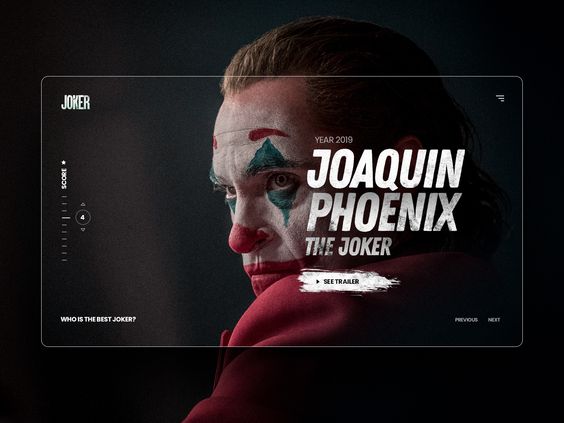 JOKER
YEAR 2019
JOAQUIN
PHOENIX
THE JOKER
SEE TRAILER
SCORE
4
WHO IS THE BEST JOKER?
PREVIOUS NEXT